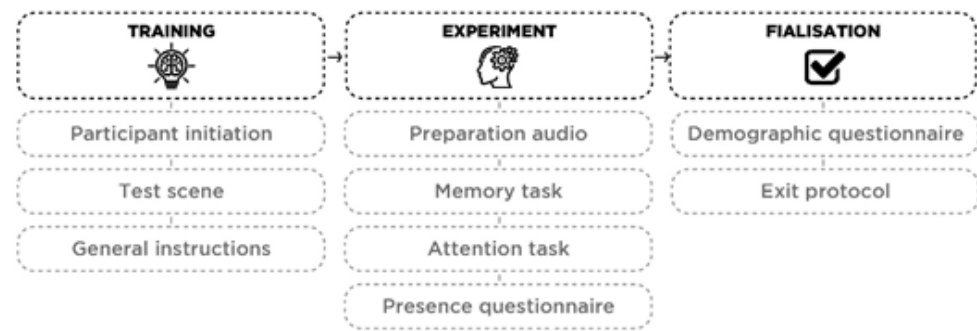 TRAINING
Participant initiation
Test scene
General instructions
EXPERIMENT
Preparation audio
Memory task
Attention task
Presence questionnaire
FIALISATION
Demographic questionnaire
Exit protocol